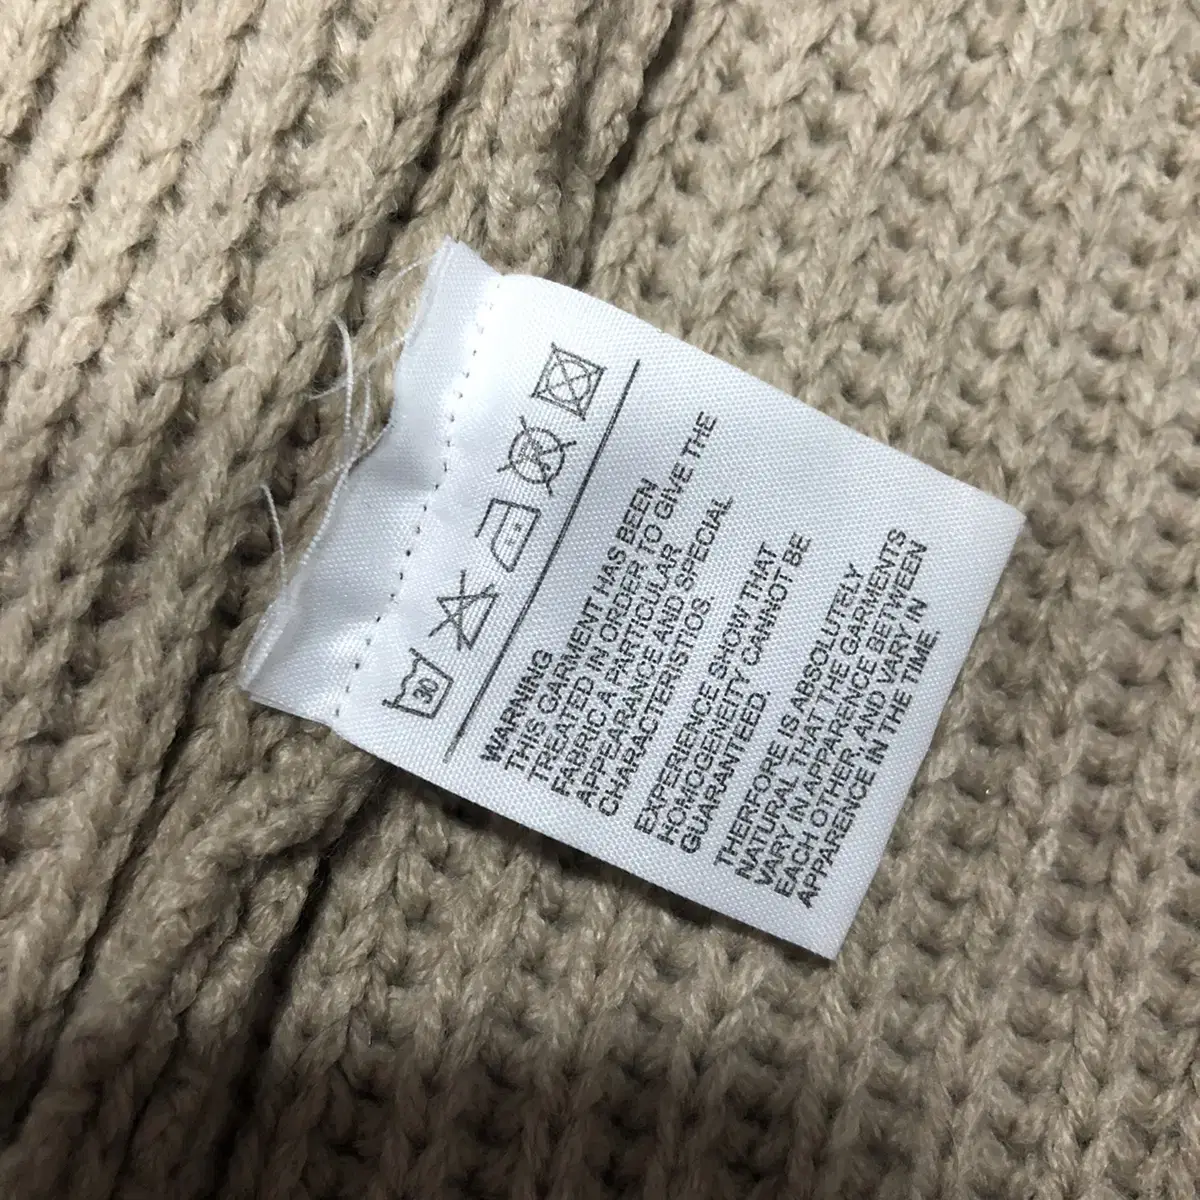 30
WARNING
THIS GARMENT HAS BEEN
TREATED IN ORDER TO GIVE THE
FABRIC A PARTICULAR
APPEARANCE AND SPECIAL
CHARACTERISTIOS
EXPERIENCE SHOW THAT
HOMOGENEITY CANNOT BE
GUARANTEED.
THERFORE IS ABSOLUTELY
NATURAL THAT THE GARMENTS
VARY IN APPARENCE BETWEEN
EACH OTHER, AND VARY IN
APPARENCE IN THE TIME.